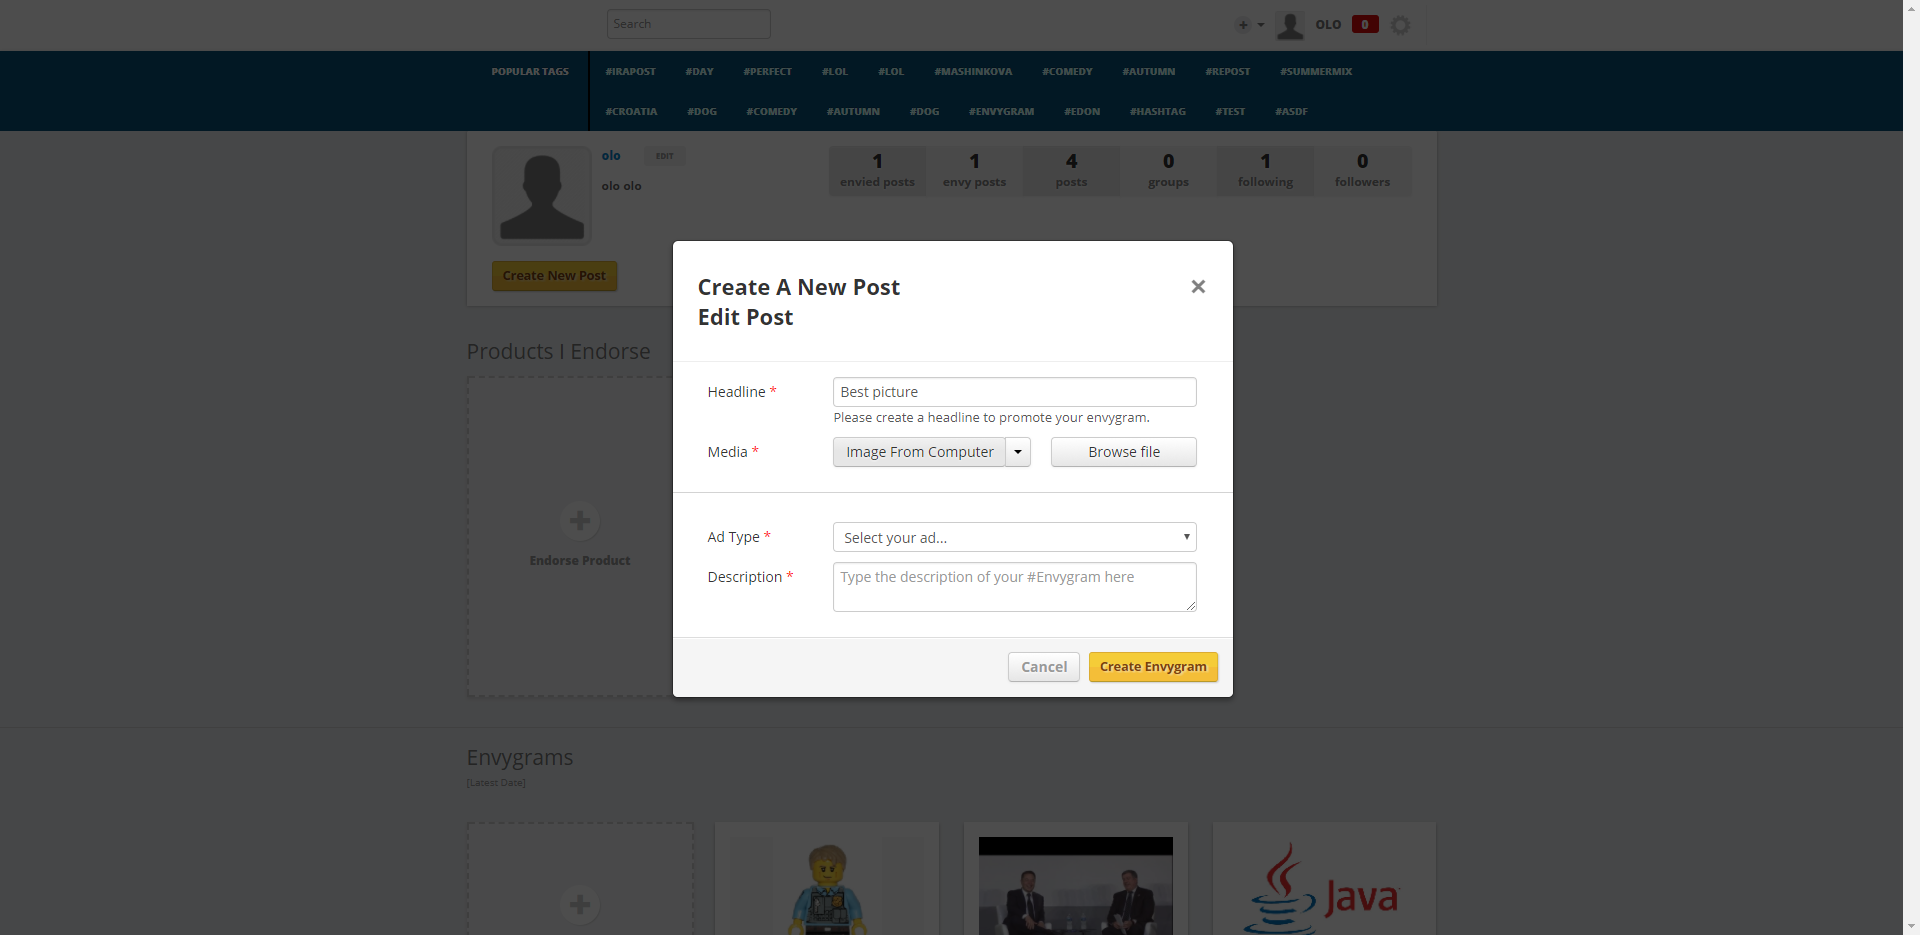 Search
+
OLO
0
POPULAR TAGS
#IRAPOST #DAY #PERFECT #LOL #LOL #MASHINKOVA #COMEDY #AUTUMN #REPOST #SUMMERMIX
#CROATIA #DOG #COMEDY #AUTUMN #DOG #ENVYGRAM #EDON #HASHTAG #TEST #ASDF
olo
EDIT
olo olo
1 1 4 0 1 0
envied posts envy posts posts groups following followers
Create New Post
Create A New Post
Edit Post
×
Products I Endorse
Endorse Product
Headline *
Best picture
Please create a headline to promote your envygram.
Media *
Image From Computer
Browse file
Ad Type *
Select your ad...
Description *
Type the description of your #Envygram here
Cancel
Create Envygram
Envygrams
[Latest Date]
Java